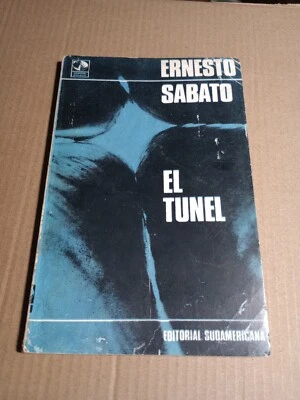 ERNESTO
SABATO
EL
TUNEL
EDITORIAL SUDAMERICANA